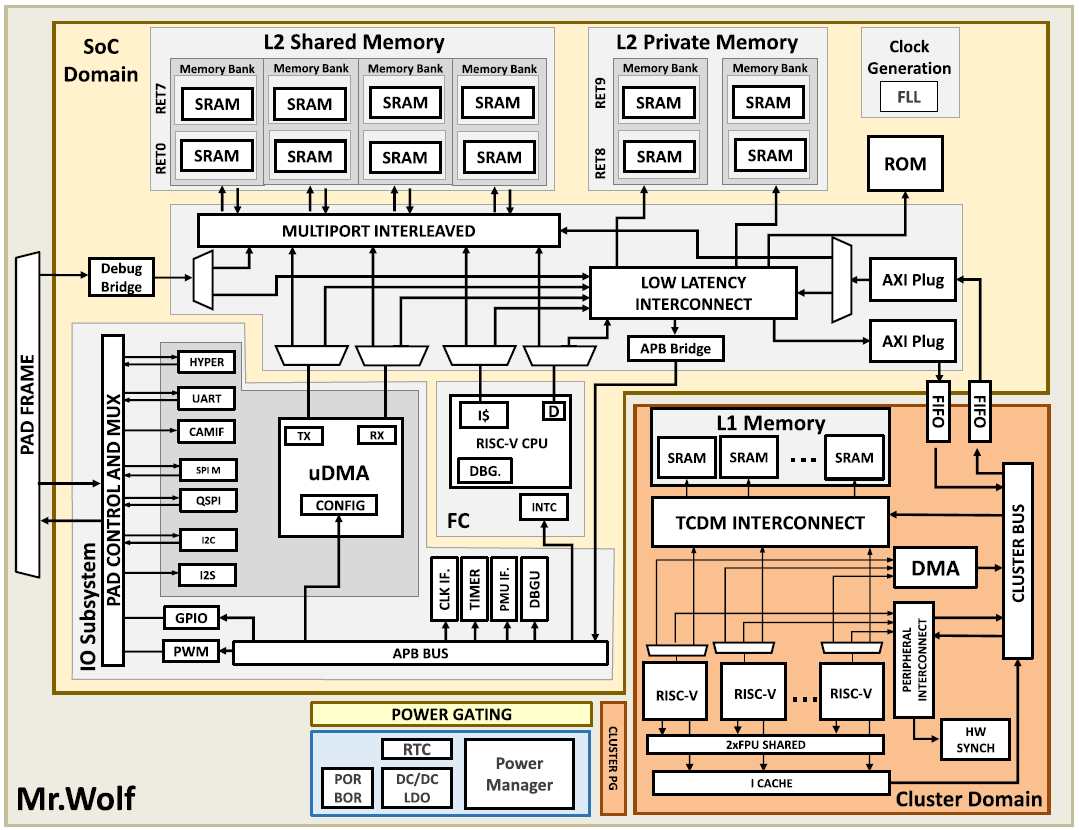 SoC
Domain
L2 Shared Memory
Memory Bank
Memory Bank
Memory Bank
Memory Bank
RET7
SRAM
SRAM
SRAM
SRAM
RET0
SRAM
SRAM
SRAM
SRAM
L2 Private Memory
Memory Bank
Memory Bank
RET9
SRAM
SRAM
RET8
SRAM
SRAM
Clock
Generation
FLL
ROM
MULTIPORT INTERLEAVED
Debug
Bridge
LOW LATENCY
INTERCONNECT
AXI Plug
AXI Plug
APB Bridge
PAD FRAME
IO Subsystem
PAD CONTROL AND MUX
HYPER
UART
CAMIF
SPI M
QSPI
I2C
I2S
GPIO
PWM
TX
RX
uDMA
CONFIG
I$
D
RISC-V CPU
DBG.
INTC
FC
CLK IF.
TIMER
PMU IF.
DBGU
APB BUS
FIFO
FIFO
L1 Memory
SRAM
SRAM
...
SRAM
TCDM INTERCONNECT
CLUSTER BUS
DMA
PERIPHERAL
INTERCONNECT
RISC-V
RISC-V
...
RISC-V
HW
SYNCH
2xFPU SHARED
I CACHE
Cluster Domain
POWER GATING
CLUSTER PG
RTC
POR
BOR
DC/DC
LDO
Power
Manager
Mr.Wolf